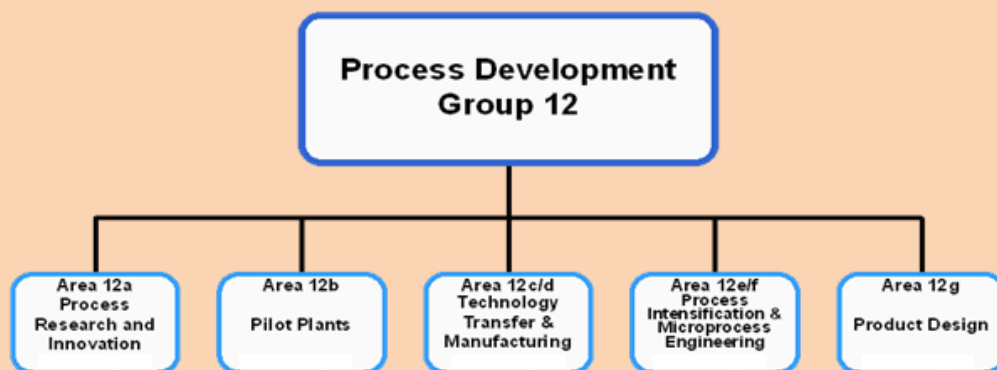 Process Development
Group 12
Area 12a
Process
Research and
Innovation
Area 12b
Pilot Plants
Area 12c/d
Technology
Transfer &
Manufacturing
Area 12e/f
Process
Intensification &
Microprocess
Engineering
Area 12g
Product Design